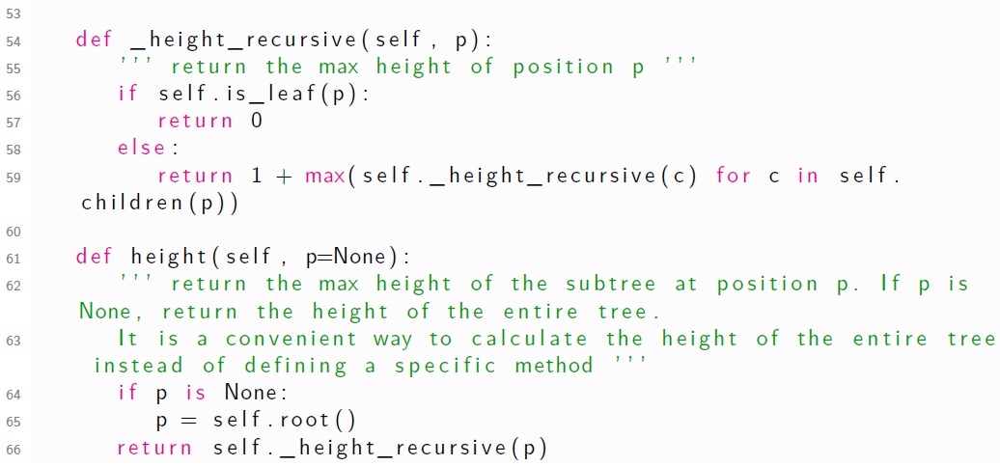 53
54 def _height_recursive(self, p):
55 ''' return the max height of position p '''
56 if self.is_leaf(p):
57 return 0
58 else:
59 return 1 + max(self._height_recursive(c) for c in self.
children(p))
60
61 def height(self, p=None):
62 ''' return the max height of the subtree at position p. If p is
None, return the height of the entire tree.
63 It is a convenient way to calculate the height of the entire tree
instead of defining a specific method '''
64 if p is None:
65 p = self.root()
66 return self._height_recursive(p)